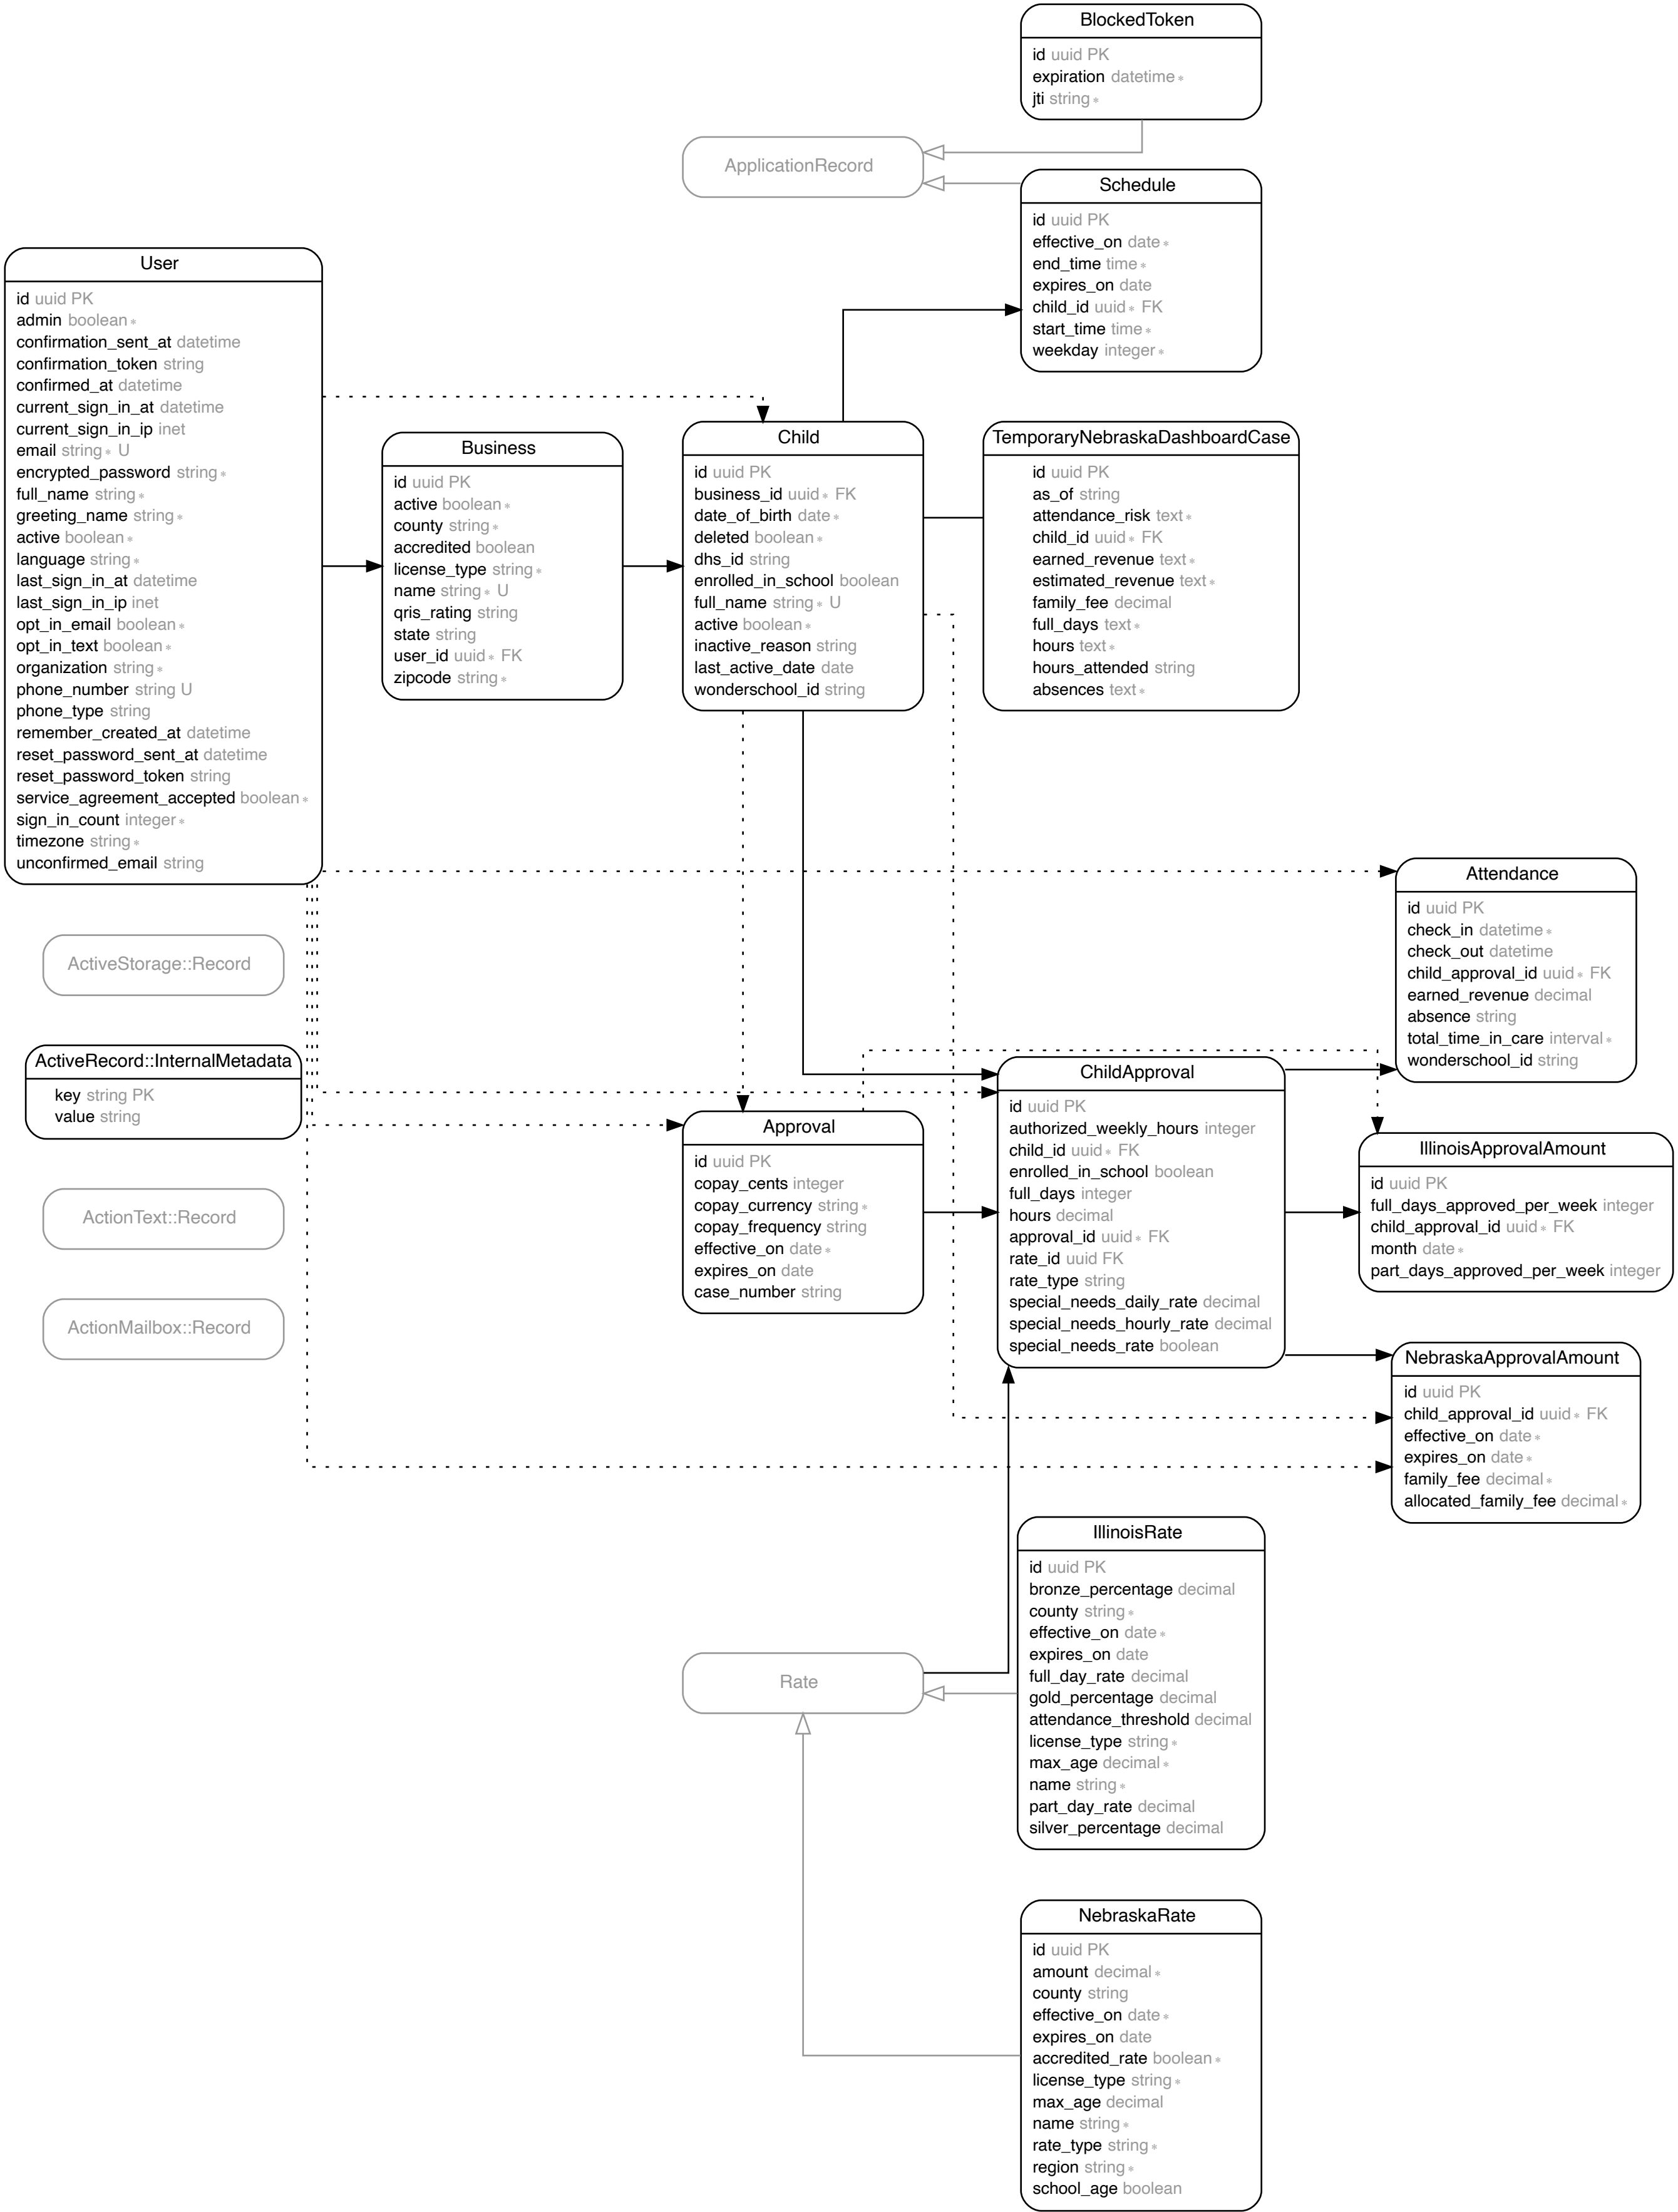 BlockedToken
id uuid PK
expiration datetime *
jti string *
ApplicationRecord
Schedule
id uuid PK
effective_on date *
end_time time *
expires_on date
child_id uuid * FK
start_time time *
weekday integer *
User
id uuid PK
admin boolean *
confirmation_sent_at datetime
confirmation_token string
confirmed_at datetime
current_sign_in_at datetime
current_sign_in_ip inet
email string * U
encrypted_password string *
full_name string *
greeting_name string *
active boolean *
language string *
last_sign_in_at datetime
last_sign_in_ip inet
opt_in_email boolean *
opt_in_text boolean *
organization string *
phone_number string U
phone_type string
remember_created_at datetime
reset_password_sent_at datetime
reset_password_token string
service_agreement_accepted boolean *
sign_in_count integer *
timezone string *
unconfirmed_email string
Business
id uuid PK
active boolean *
county string *
accredited boolean
license_type string *
name string * U
qris_rating string
state string
user_id uuid * FK
zipcode string *
Child
id uuid PK
business_id uuid * FK
date_of_birth date *
deleted boolean *
dhs_id string
enrolled_in_school boolean
full_name string * U
active boolean *
inactive_reason string
last_active_date date
wonderschool_id string
TemporaryNebraskaDashboardCase
id uuid PK
as_of string
attendance_risk text *
child_id uuid * FK
earned_revenue text *
estimated_revenue text *
family_fee decimal
full_days text *
hours text *
hours_attended string
absences text *
Attendance
id uuid PK
check_in datetime *
check_out datetime
child_approval_id uuid * FK
earned_revenue decimal
absence string
total_time_in_care interval *
wonderschool_id string
ActiveStorage::Record
ActiveRecord::InternalMetadata
key string PK
value string
ActionText::Record
ActionMailbox::Record
Approval
id uuid PK
copay_cents integer
copay_currency string *
copay_frequency string
effective_on date *
expires_on date
case_number string
ChildApproval
id uuid PK
authorized_weekly_hours integer
child_id uuid * FK
enrolled_in_school boolean
full_days integer
hours decimal
approval_id uuid * FK
rate_id uuid FK
rate_type string
special_needs_daily_rate decimal
special_needs_hourly_rate decimal
special_needs_rate boolean
IllinoisApprovalAmount
id uuid PK
full_days_approved_per_week integer
child_approval_id uuid * FK
month date *
part_days_approved_per_week integer
NebraskaApprovalAmount
id uuid PK
child_approval_id uuid * FK
effective_on date *
expires_on date *
family_fee decimal *
allocated_family_fee decimal *
IllinoisRate
id uuid PK
bronze_percentage decimal
county string *
effective_on date *
expires_on date
full_day_rate decimal
gold_percentage decimal
attendance_threshold decimal
license_type string *
max_age decimal *
name string *
part_day_rate decimal
silver_percentage decimal
Rate
NebraskaRate
id uuid PK
amount decimal *
county string
effective_on date *
expires_on date
accredited_rate boolean *
license_type string *
max_age decimal
name string *
rate_type string *
region string *
school_age boolean